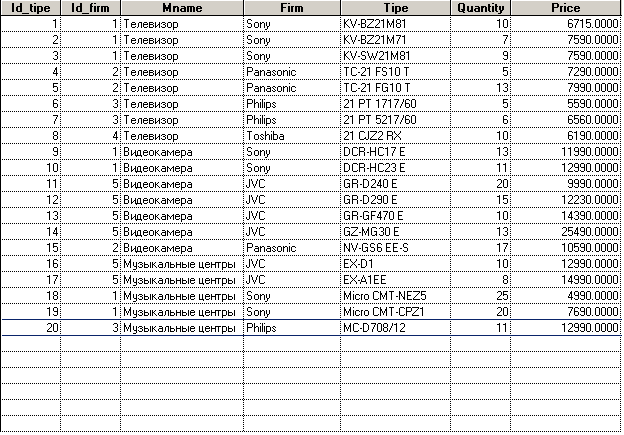 Id_tipe Id_firm Mname Firm Tipe Quantity Price
1 1 Телевизор Sony KV-BZ21M81 10 6715.0000
2 1 Телевизор Sony KV-BZ21M71 7 7590.0000
3 1 Телевизор Sony KV-SW21M81 9 7590.0000
4 2 Телевизор Panasonic TC-21 FS10 T 5 7290.0000
5 2 Телевизор Panasonic TC-21 FG10 T 13 7990.0000
6 3 Телевизор Philips 21 PT 1717/60 5 5590.0000
7 3 Телевизор Philips 21 PT 5217/60 6 6560.0000
8 4 Телевизор Toshiba 21 CJZ2 RX 10 6190.0000
9 1 Видеокамера Sony DCR-HC17 E 13 11990.0000
10 1 Видеокамера Sony DCR-HC23 E 11 12990.0000
11 5 Видеокамера JVC GR-D240 E 20 9990.0000
12 5 Видеокамера JVC GR-D290 E 15 12230.0000
13 5 Видеокамера JVC GR-GF470 E 10 14390.0000
14 5 Видеокамера JVC GZ-MG30 E 13 25490.0000
15 2 Видеокамера Panasonic NV-GS6 EE-S 17 10590.0000
16 5 Музыкальные центры JVC EX-D1 10 12990.0000
17 5 Музыкальные центры JVC EX-A1EE 8 14990.0000
18 1 Музыкальные центры Sony Micro CMT-NEZ5 25 4990.0000
19 1 Музыкальные центры Sony Micro CMT-CPZ1 20 7690.0000
20 3 Музыкальные центры Philips MC-D708/12 11 12990.0000